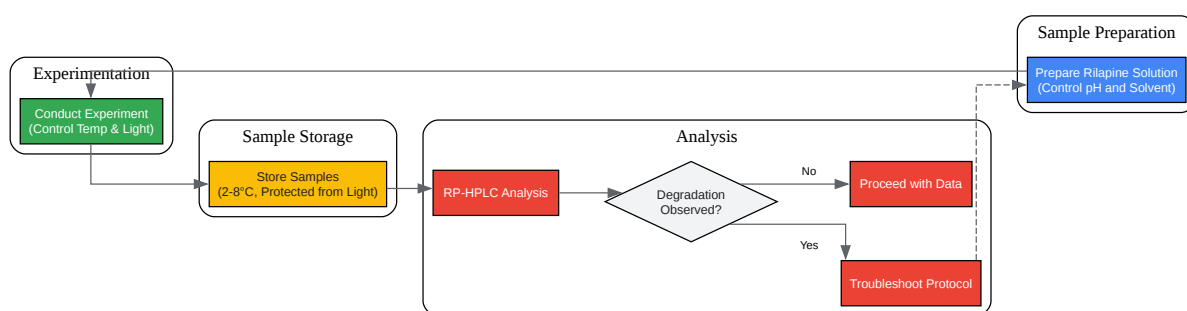 Sample Preparation
Prepare Rilapine Solution
(Control pH and Solvent)
Experimentation
Conduct Experiment
(Control Temp & Light)
Sample Storage
Store Samples
(2-8°C, Protected from Light)
Analysis
RP-HPLC Analysis
Degradation
Observed?
No
Proceed with Data
Yes
Troubleshoot Protocol